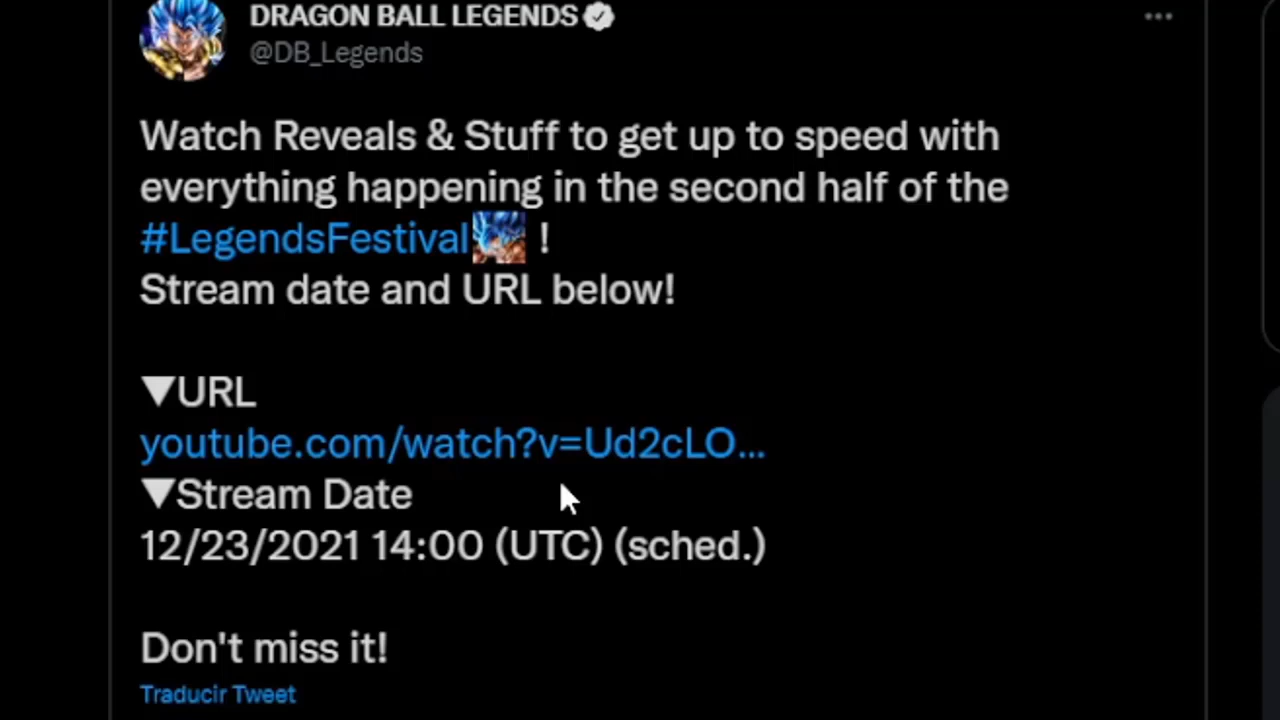 DRAGON BALL LEGENDS
@DB_Legends
Watch Reveals & Stuff to get up to speed with
everything happening in the second half of the
#LegendsFestival !
Stream date and URL below!
▼URL
youtube.com/watch?v=Ud2cLO...
▼Stream Date
12/23/2021 14:00 (UTC) (sched.)
Don't miss it!
Traducir Tweet